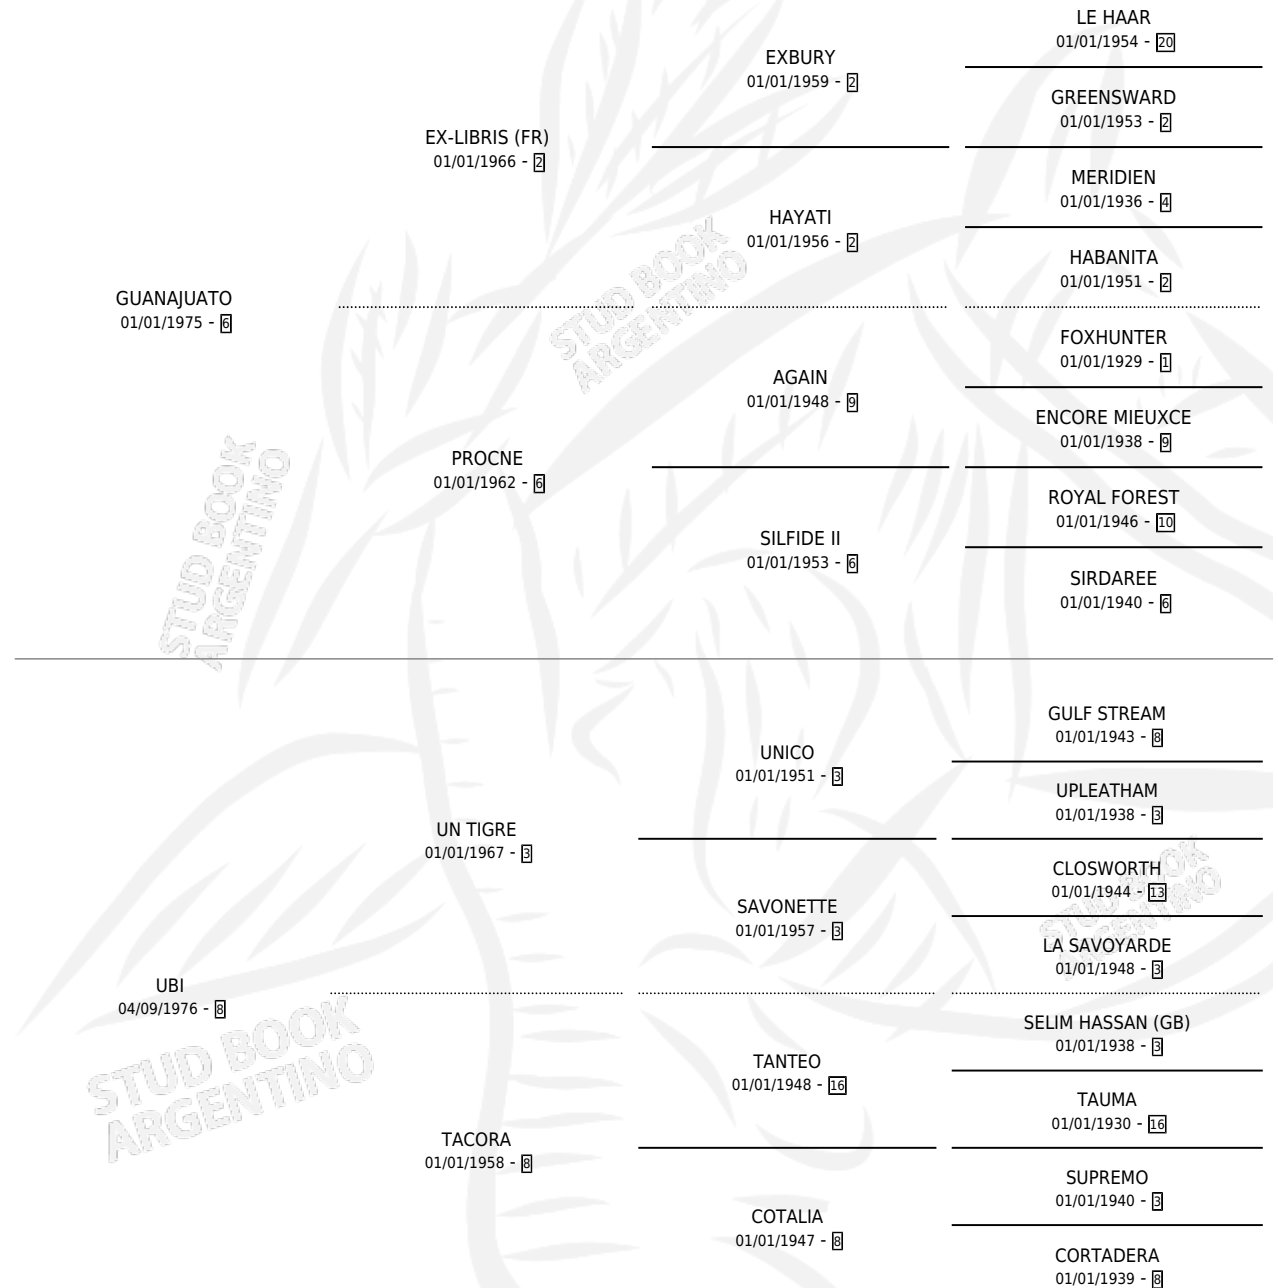 LE HAAR
01/01/1954 - 20
EXBURY
01/01/1959 - 2
GREENSWARD
01/01/1953 - 2
EX-LIBRIS (FR)
01/01/1966 - 2
MERIDIEN
01/01/1936 - 4
HAYATI
01/01/1956 - 2
HABANITA
01/01/1951 - 2
GUANAJUATO
01/01/1975 - 6
FOXHUNTER
01/01/1929 - 1
AGAIN
01/01/1948 - 9
ENCORE MIEUXCE
01/01/1938 - 9
PROCNE
01/01/1962 - 6
ROYAL FOREST
01/01/1946 - 10
SILFIDE II
01/01/1953 - 6
SIRDAREE
01/01/1940 - 6
GULF STREAM
01/01/1943 - 8
UNICO
01/01/1951 - 3
UPLEATHAM
01/01/1938 - 3
UN TIGRE
01/01/1967 - 3
CLOSWORTH
01/01/1944 - 13
SAVONETTE
01/01/1957 - 3
LA SAVOYARDE
01/01/1948 - 3
UBI
04/09/1976 - 8
SELIM HASSAN (GB)
01/01/1938 - 3
TANTEO
01/01/1948 - 16
TAUMA
01/01/1930 - 16
TACORA
01/01/1958 - 8
SUPREMO
01/01/1940 - 3
COTALIA
01/01/1947 - 8
CORTADERA
01/01/1939 - 8
STUD BOOK
ARGENTINO
STUD BOOK
ARGENTINO
STUD BOOK
ARGENTINO
STUD BOOK
ARGENTINO